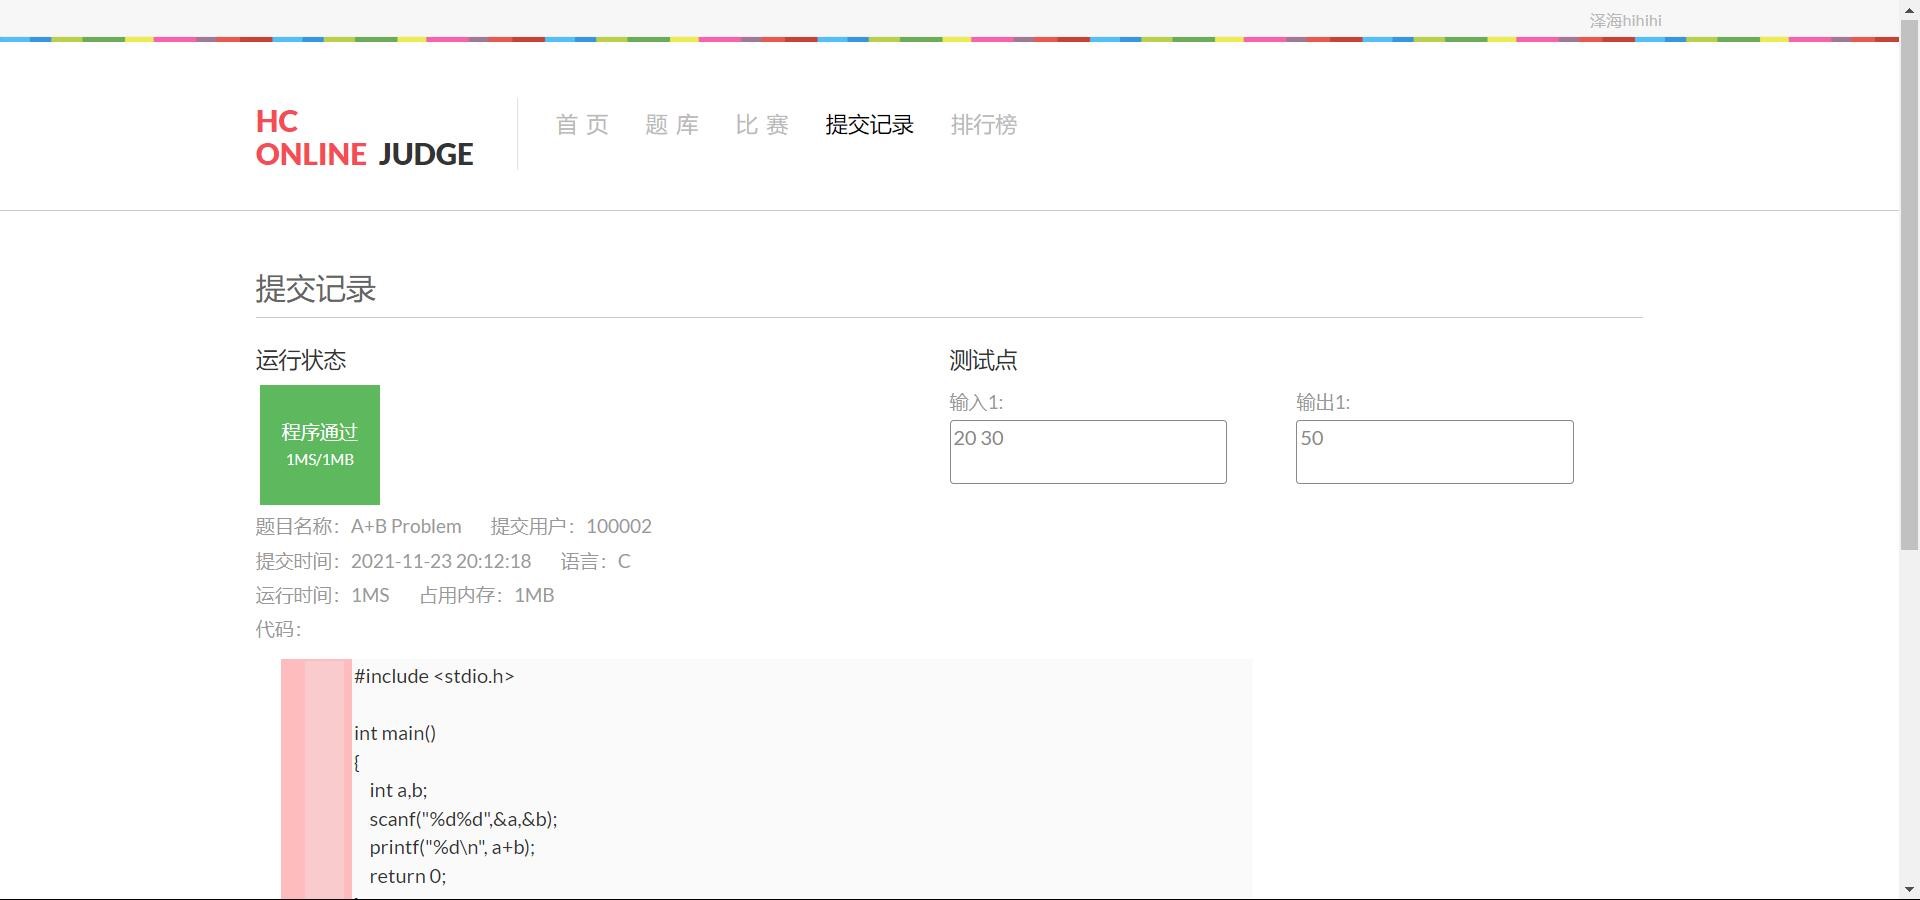 泽海hihihi
HC
ONLINE JUDGE
首 页 题 库 比 赛 提交记录 排行榜
提交记录
运行状态
程序通过
1MS/1MB
题目名称：A+B Problem 提交用户：100002
提交时间：2021-11-23 20:12:18 语言：C
运行时间：1MS 占用内存：1MB
代码：
#include <stdio.h>
int main()
{
int a,b;
scanf("%d%d",&a,&b);
printf("%d\n", a+b);
return 0;
测试点
输入1:
20 30
输出1:
50